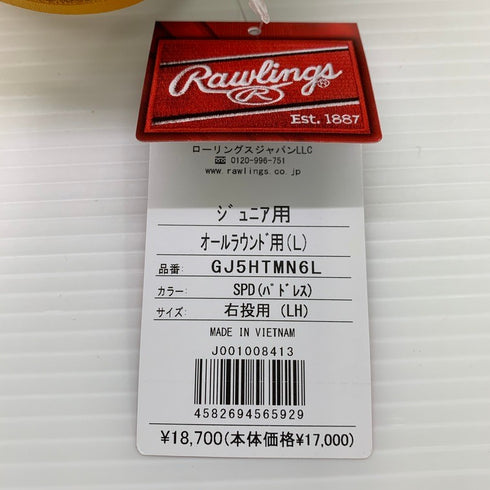 Rawlings®
R
EST. 1887
ローリングスジャパンLLC
☎ 0120-996-751
www.rawlings.co.jp
ジュニア用
オールラウンド用(L)
品番: GJ5HTMN6L
カラー: SPD(パドレス)
サイズ: 右投用 (LH)
MADE IN VIETNAM
J001008413
4582694565929
¥18,700(本体価格¥17,000)